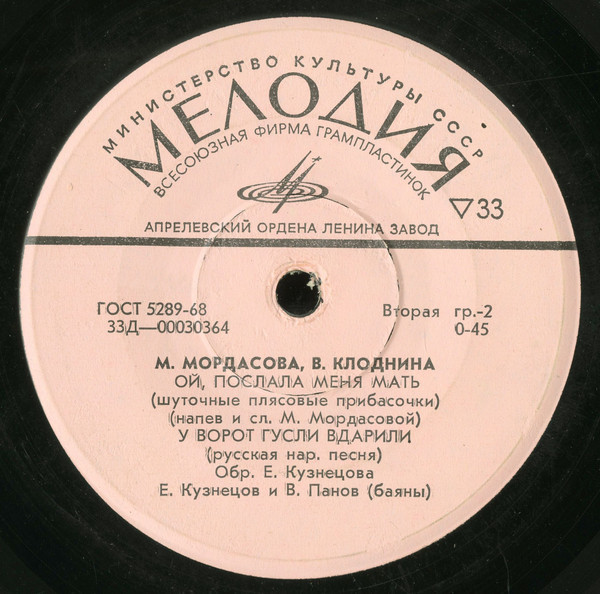 МИНИСТЕРСТВО КУЛЬТУРЫ СССР
МЕЛОДИЯ
ВСЕСОЮЗНАЯ ФИРМА ГРАМПЛАСТИНОК
▽33
АПРЕЛЕВСКИЙ ОРДЕНА ЛЕНИНА ЗАВОД
ГОСТ 5289-68
Вторая гр.-2
33Д—00030364
0-45
М. МОРДАСОВА, В. КЛОДНИНА
ОЙ, ПОСЛАЛА МЕНЯ МАТЬ
(шуточные плясовые прибасочки)
(напев и сл. М. Мордасовой)
У ВОРОТ ГУСЛИ ВДАРИЛИ
(русская нар. песня)
Обр. Е. Кузнецова
Е. Кузнецов и В. Панов (баяны)